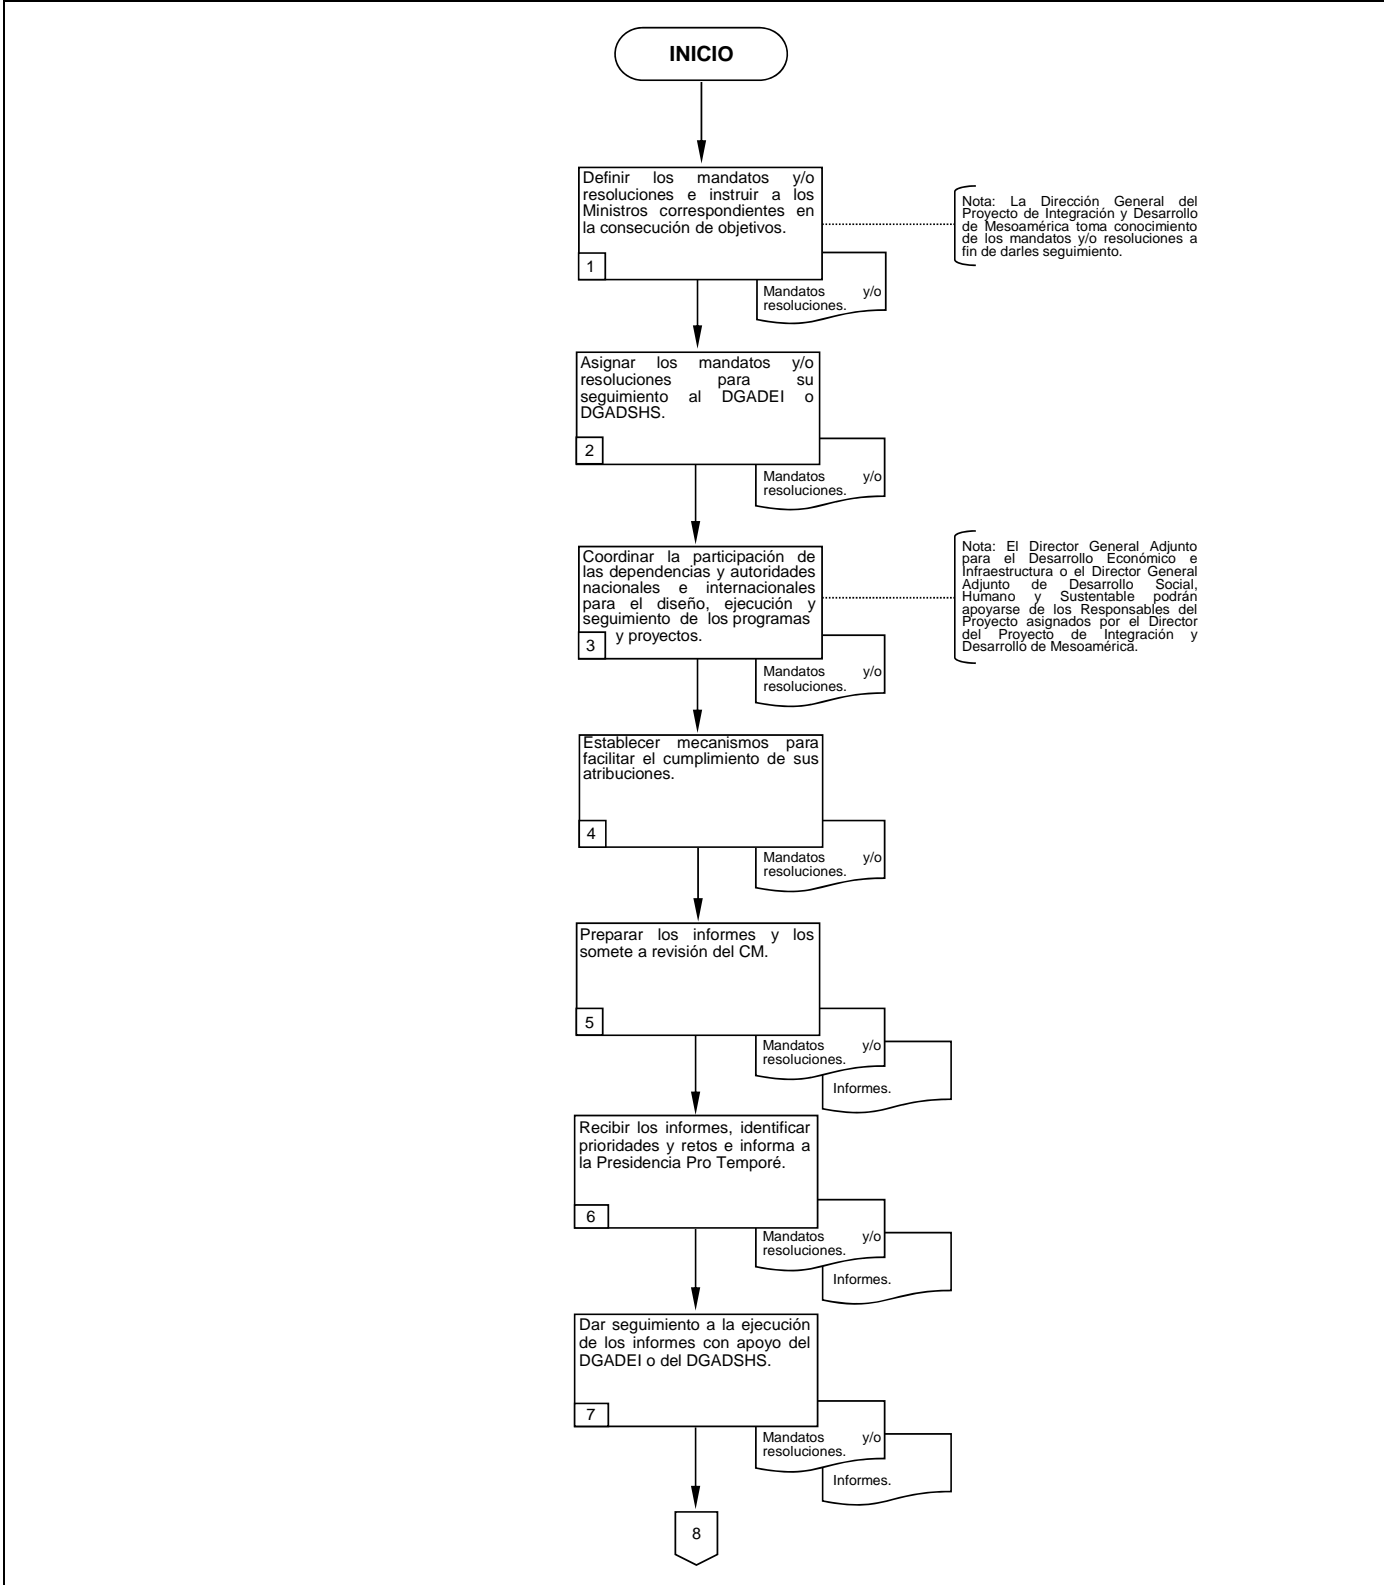 INICIO
Definir los mandatos y/o
resoluciones e instruir a los
Ministros correspondientes en
la consecución de objetivos.
1
Mandatos y/o
resoluciones.
Nota: La Dirección General del
Proyecto de Integración y Desarrollo
de Mesoamérica toma conocimiento
de los mandatos y/o resoluciones a
fin de darles seguimiento.
Asignar los mandatos y/o
resoluciones para su
seguimiento al DGADEI o
DGADSHS.
2
Mandatos y/o
resoluciones.
Coordinar la participación de
las dependencias y autoridades
nacionales e internacionales
para el diseño, ejecución y
seguimiento de los programas
y proyectos.
3
Mandatos y/o
resoluciones.
Nota: El Director General Adjunto
para el Desarrollo Económico e
Infraestructura o el Director General
Adjunto de Desarrollo Social,
Humano y Sustentable podrán
apoyarse de los Responsables del
Proyecto asignados por el Director
del Proyecto de Integración y
Desarrollo de Mesoamérica.
Establecer mecanismos para
facilitar el cumplimiento de sus
atribuciones.
4
Mandatos y/o
resoluciones.
Preparar los informes y los
somete a revisión del CM.
5
Mandatos y/o
resoluciones.
Informes.
Recibir los informes, identificar
prioridades y retos e informa a
la Presidencia Pro Temporé.
6
Mandatos y/o
resoluciones.
Informes.
Dar seguimiento a la ejecución
de los informes con apoyo del
DGADEI o del DGADSHS.
7
Mandatos y/o
resoluciones.
Informes.
8